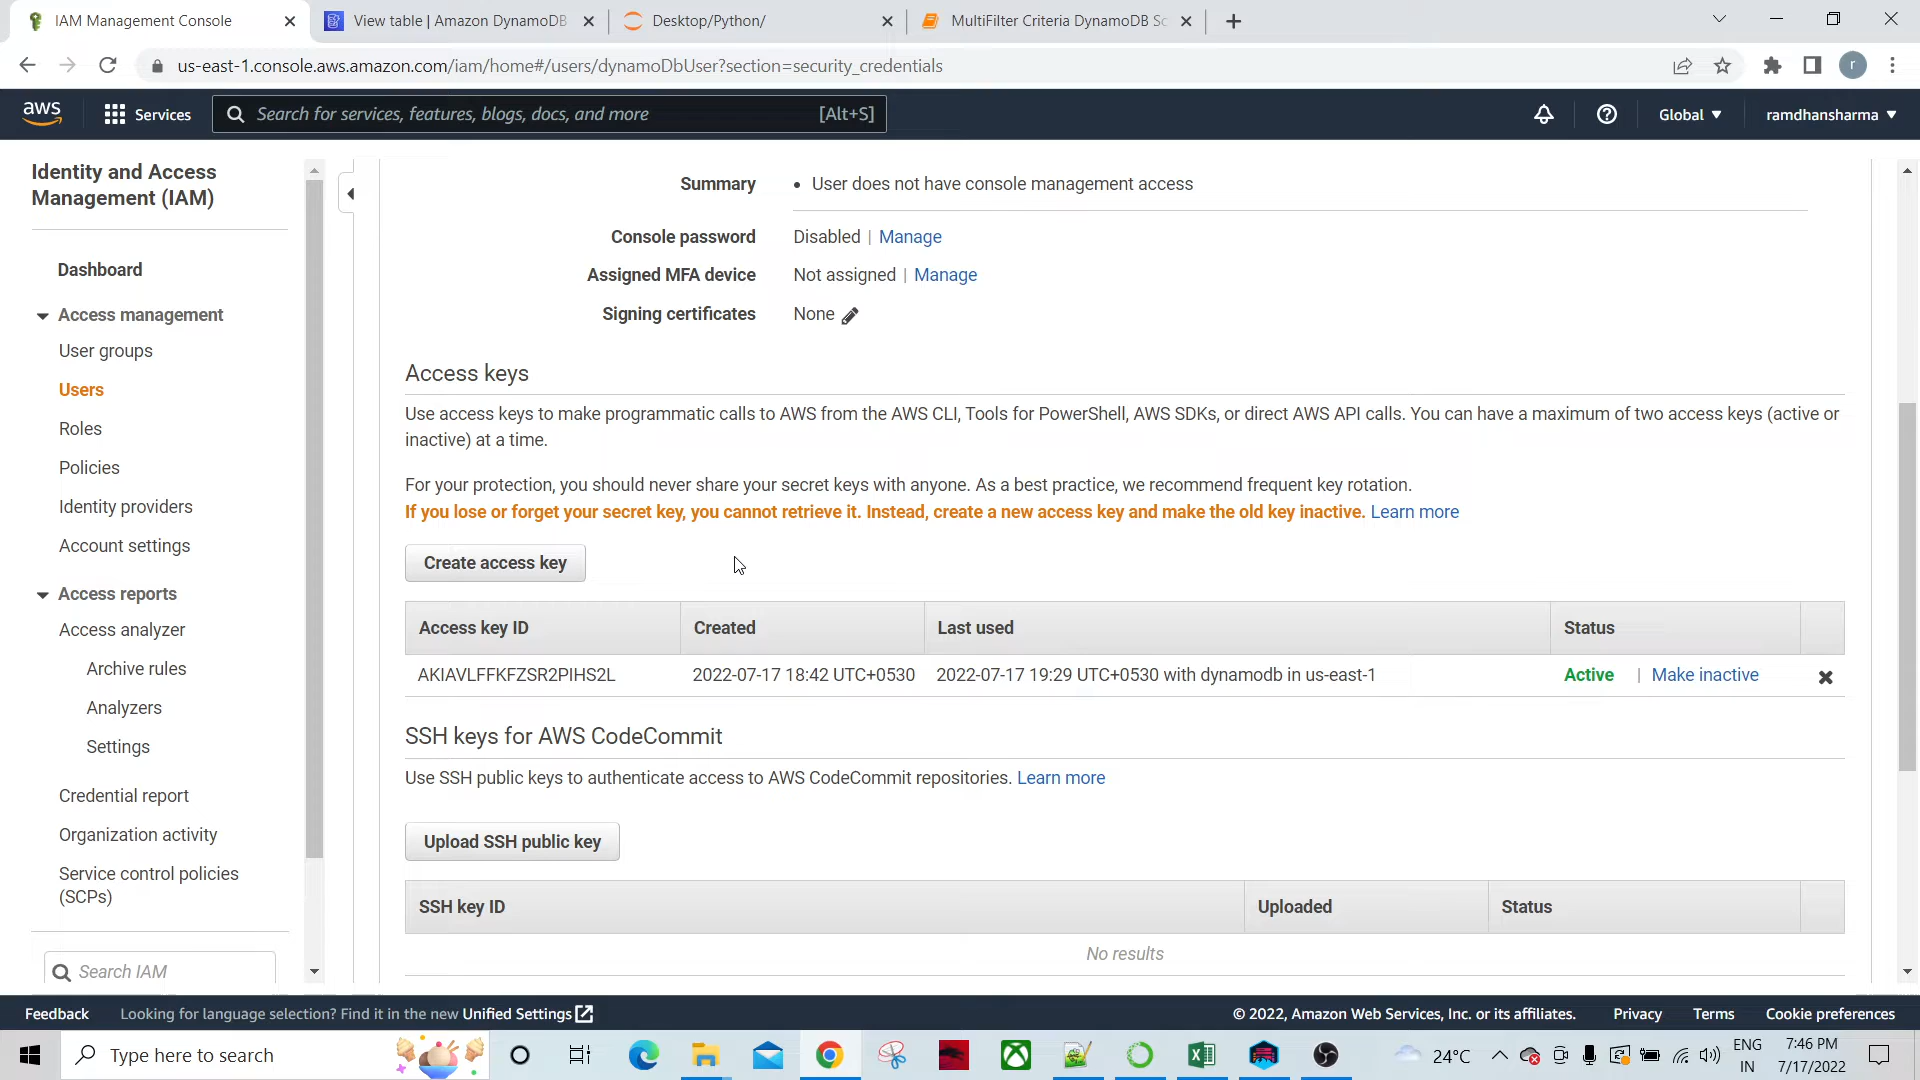 IAM Management Console
View table | Amazon DynamoDB
Desktop/Python/
MultiFilter Criteria DynamoDB Sc
us-east-1.console.aws.amazon.com/iam/home#/users/dynamoDbUser?section=security_credentials
r
aws
Services
Search for services, features, blogs, docs, and more
[Alt+S]
Global
ramdhansharma
Identity and Access
Management (IAM)
Dashboard
Access management
User groups
Users
Roles
Policies
Identity providers
Account settings
Access reports
Access analyzer
Archive rules
Analyzers
Settings
Credential report
Organization activity
Service control policies
(SCPs)
Search IAM
Summary
• User does not have console management access
Console password
Disabled | Manage
Assigned MFA device
Not assigned | Manage
Signing certificates
None
Access keys
Use access keys to make programmatic calls to AWS from the AWS CLI, Tools for PowerShell, AWS SDKs, or direct AWS API calls. You can have a maximum of two access keys (active or
inactive) at a time.
For your protection, you should never share your secret keys with anyone. As a best practice, we recommend frequent key rotation.
If you lose or forget your secret key, you cannot retrieve it. Instead, create a new access key and make the old key inactive. Learn more
Create access key
Access key ID
Created
Last used
Status
AKIAVLFFKFZSR2PIHS2L
2022-07-17 18:42 UTC+0530
2022-07-17 19:29 UTC+0530 with dynamodb in us-east-1
Active | Make inactive
SSH keys for AWS CodeCommit
Use SSH public keys to authenticate access to AWS CodeCommit repositories. Learn more
Upload SSH public key
SSH key ID
Uploaded
Status
No results
Feedback
Looking for language selection? Find it in the new Unified Settings
© 2022, Amazon Web Services, Inc. or its affiliates.
Privacy
Terms
Cookie preferences
Type here to search
24°C
ENG
IN
7:46 PM
7/17/2022